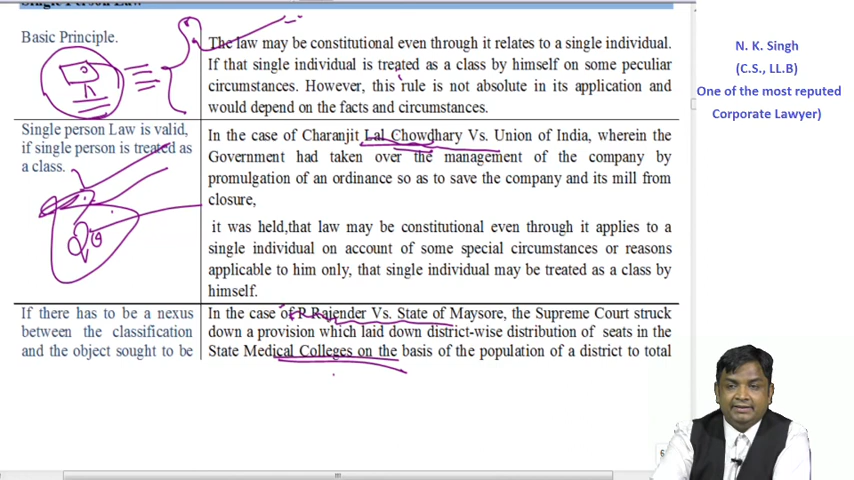 Single Person Law
Basic Principle.
The law may be constitutional even through it relates to a single individual.
If that single individual is treated as a class by himself on some peculiar
circumstances. However, this rule is not absolute in its application and
would depend on the facts and circumstances.
Single person Law is valid,
if single person is treated as
a class.
In the case of Charanjit Lal Chowdhary Vs. Union of India, wherein the
Government had taken over the management of the company by
promulgation of an ordinance so as to save the company and its mill from
closure,
it was held,that law may be constitutional even through it applies to a
single individual on account of some special circumstances or reasons
applicable to him only, that single individual may be treated as a class by
himself.
If there has to be a nexus
between the classification
and the object sought to be
In the case of R Rajender Vs. State of Maysore, the Supreme Court struck
down a provision which laid down district-wise distribution of seats in the
State Medical Colleges on the basis of the population of a district to total
N. K. Singh
(C.S., LL.B)
One of the most reputed
Corporate Lawyer)
6